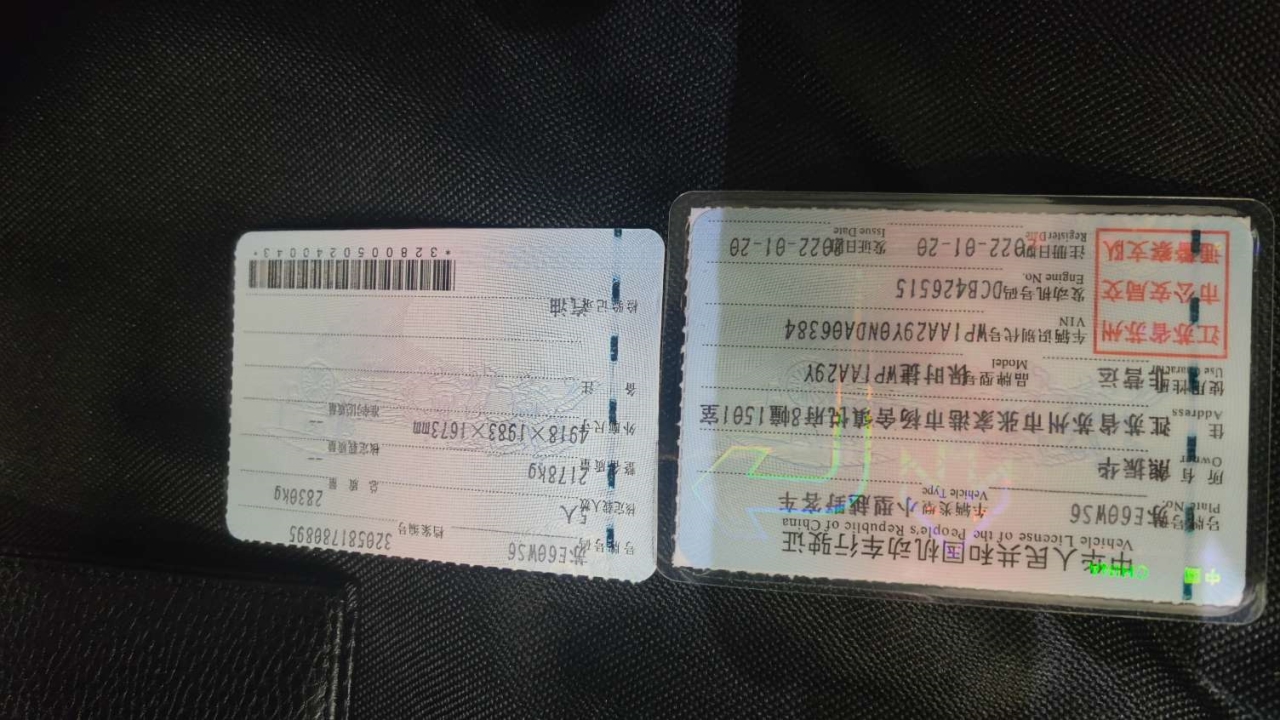 中华人民共和国机动车行驶证
Vehicle License of the People's Republic of China
号牌号码 苏E60WS6 车辆类型 小型越野客车
Plate No. Vehicle Type
所有人 熊振华
Owner
住址 江苏省苏州市张家港市杨舍镇悦府8幢1501室
Address
使用性质 非营运 品牌型号 保时捷WP1AA29Y
Use Character Model
江苏省苏州
市公安局交
通警察支队
车辆识别代号 WP1AA29Y0NDA06384
VIN
发动机号码 DCB426515
Engine No.
注册日期 2022-01-20 发证日期 2022-01-20
Register Date Issue Date
号牌号码 苏E60WS6 档案编号 320581780895
核定载人数 5人 总质量 2830kg
整备质量 2178kg 核定载质量 --
外廓尺寸 4918×1983×1673mm 准牵引总质量 --
备注
检验记录 汽油
*3280050240043*